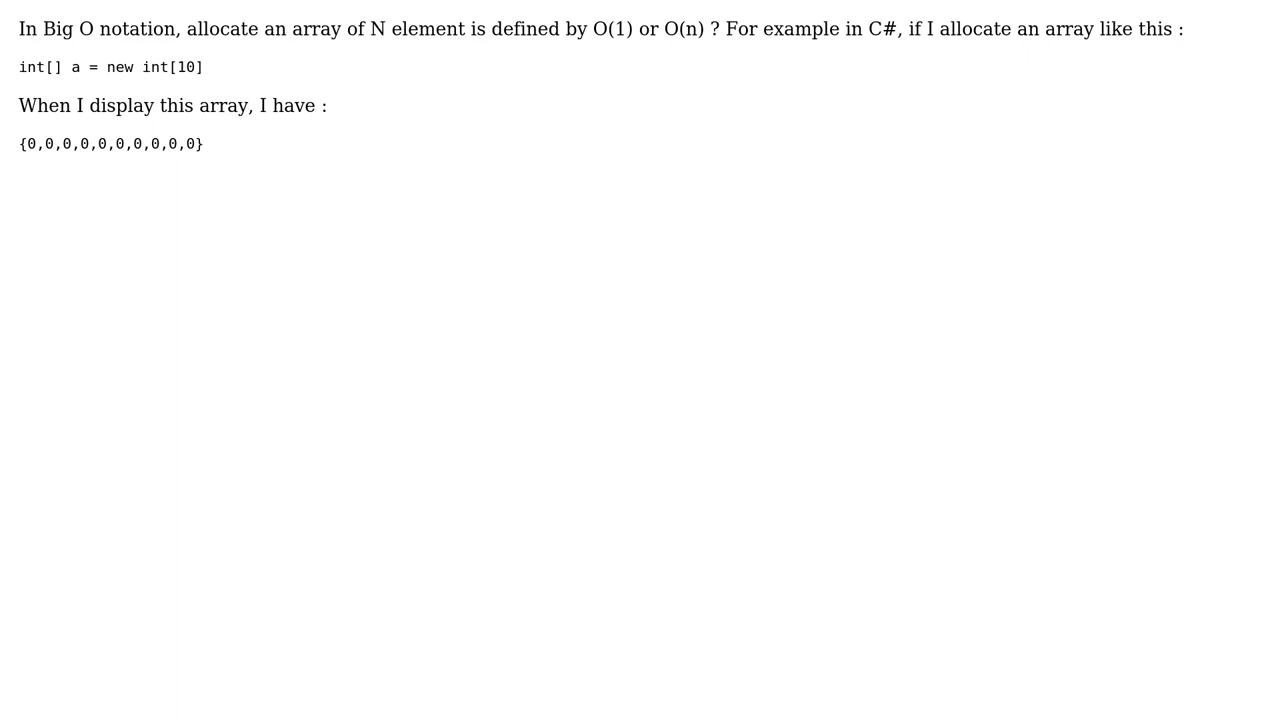 In Big O notation, allocate an array of N element is defined by O(1) or O(n) ? For example in C#, if I allocate an array like this :
int[] a = new int[10]
When I display this array, I have :
{0,0,0,0,0,0,0,0,0,0}